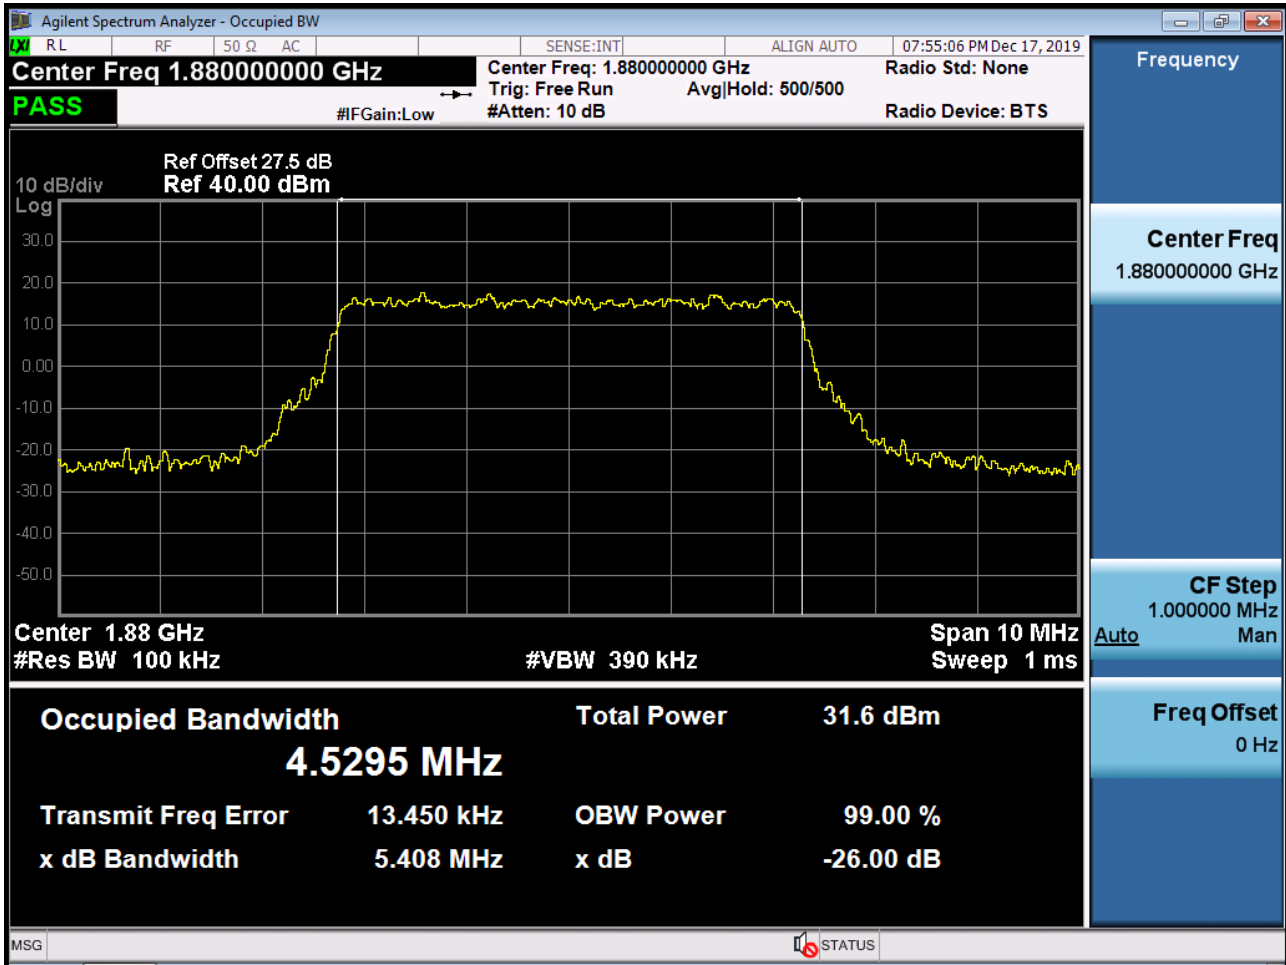 Agilent Spectrum Analyzer - Occupied BW
LXI RL RF 50 Ω AC SENSE:INT ALIGN AUTO 07:55:06 PM Dec 17, 2019
Center Freq 1.880000000 GHz
Center Freq: 1.880000000 GHz
Radio Std: None
Trig: Free Run Avg|Hold: 500/500
PASS
#IFGain:Low
#Atten: 10 dB
Radio Device: BTS
Ref Offset 27.5 dB
10 dB/div Ref 40.00 dBm
Log
30.0
20.0
10.0
0.00
-10.0
-20.0
-30.0
-40.0
-50.0
Center 1.88 GHz Span 10 MHz
#Res BW 100 kHz #VBW 390 kHz Sweep 1 ms
Occupied Bandwidth Total Power 31.6 dBm
4.5295 MHz
Transmit Freq Error 13.450 kHz OBW Power 99.00 %
x dB Bandwidth 5.408 MHz x dB -26.00 dB
Frequency
Center Freq
1.880000000 GHz
CF Step
1.000000 MHz
Auto Man
Freq Offset
0 Hz
MSG STATUS